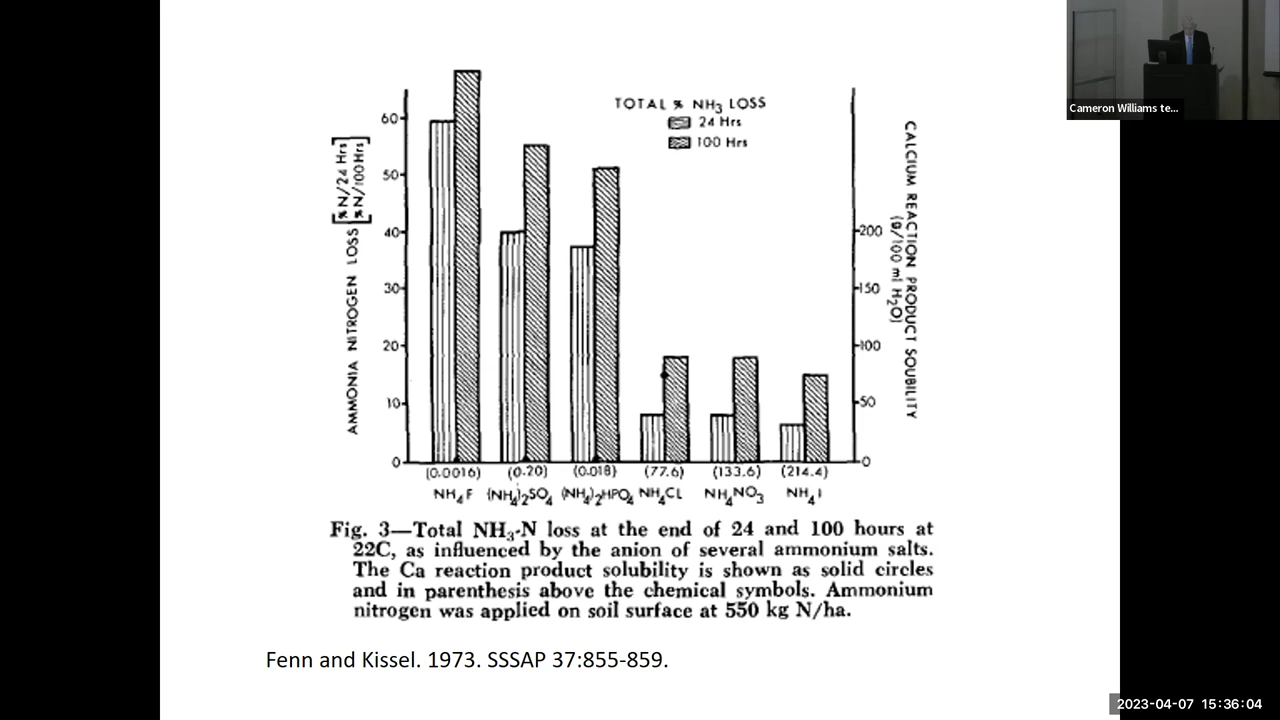 Cameron Williams te...
TOTAL % NH3 LOSS
24 Hrs
100 Hrs
AMMONIA NITROGEN LOSS [%N/24 Hrs]
[%N/100Hrs]
60
50
40
30
20
10
0
CALCIUM REACTION PRODUCT SOUBILITY
(g/100 ml H2O)
200
150
100
50
0
(0.0016) (0.20) (0.018) (77.6) (133.6) (214.4)
NH4F (NH4)2SO4 (NH4)2HPO4 NH4CL NH4NO3 NH4I
Fig. 3—Total NH3-N loss at the end of 24 and 100 hours at
22C, as influenced by the anion of several ammonium salts.
The Ca reaction product solubility is shown as solid circles
and in parenthesis above the chemical symbols. Ammonium
nitrogen was applied on soil surface at 550 kg N/ha.
Fenn and Kissel. 1973. SSSAP 37:855-859.
2023-04-07 15:36:04